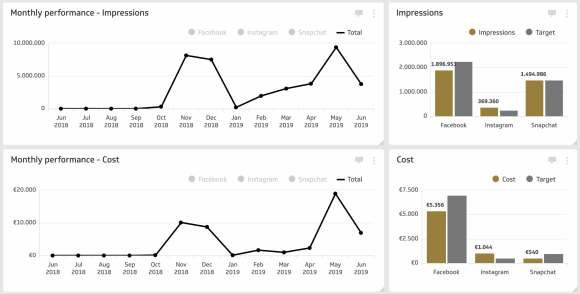 Monthly performance - Impressions
Facebook Instagram Snapchat Total
10.000.000
5.000.000
0
Jun 2018 Jul 2018 Aug 2018 Sep 2018 Oct 2018 Nov 2018 Dec 2018 Jan 2019 Feb 2019 Mar 2019 Apr 2019 May 2019 Jun 2019
Impressions
Impressions Target
3.000.000
2.000.000
1.000.000
0
1.896.953
369.360
1.494.986
Facebook Instagram Snapchat
Monthly performance - Cost
Facebook Instagram Snapchat Total
€20.000
€10.000
€0
Jun 2018 Jul 2018 Aug 2018 Sep 2018 Oct 2018 Nov 2018 Dec 2018 Jan 2019 Feb 2019 Mar 2019 Apr 2019 May 2019 Jun 2019
Cost
Cost Target
€7.500
€5.000
€2.500
€0
€5.356
€1.044
€540
Facebook Instagram Snapchat